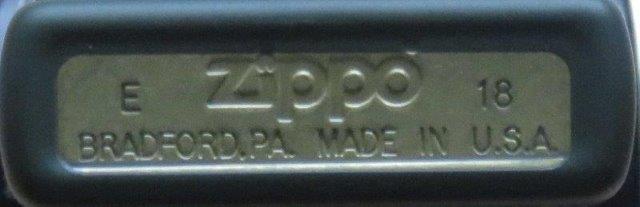 E Zippo 18
BRADFORD, PA. MADE IN U.S.A.